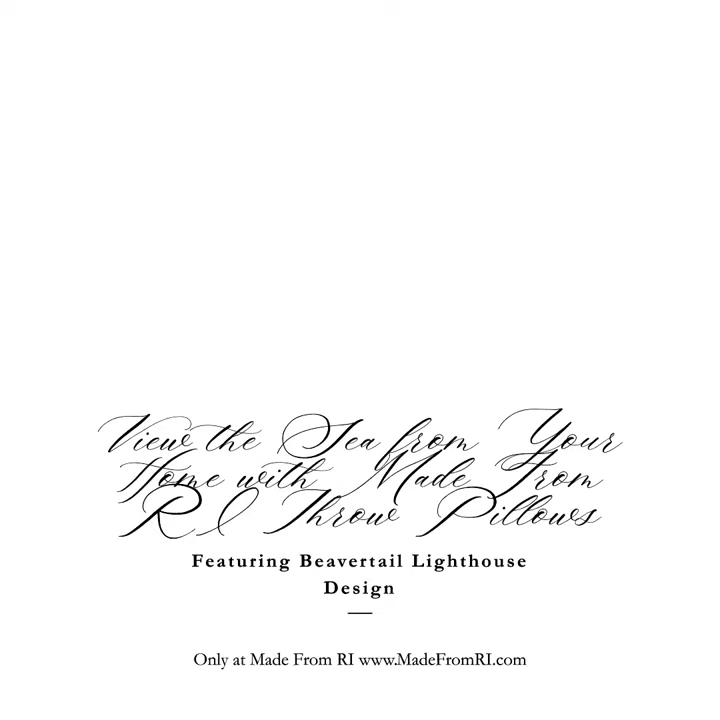 View the Sea from Your
Home with Made From
RI Throw Pillows
Featuring Beavertail Lighthouse
Design
Only at Made From RI www.MadeFromRI.com